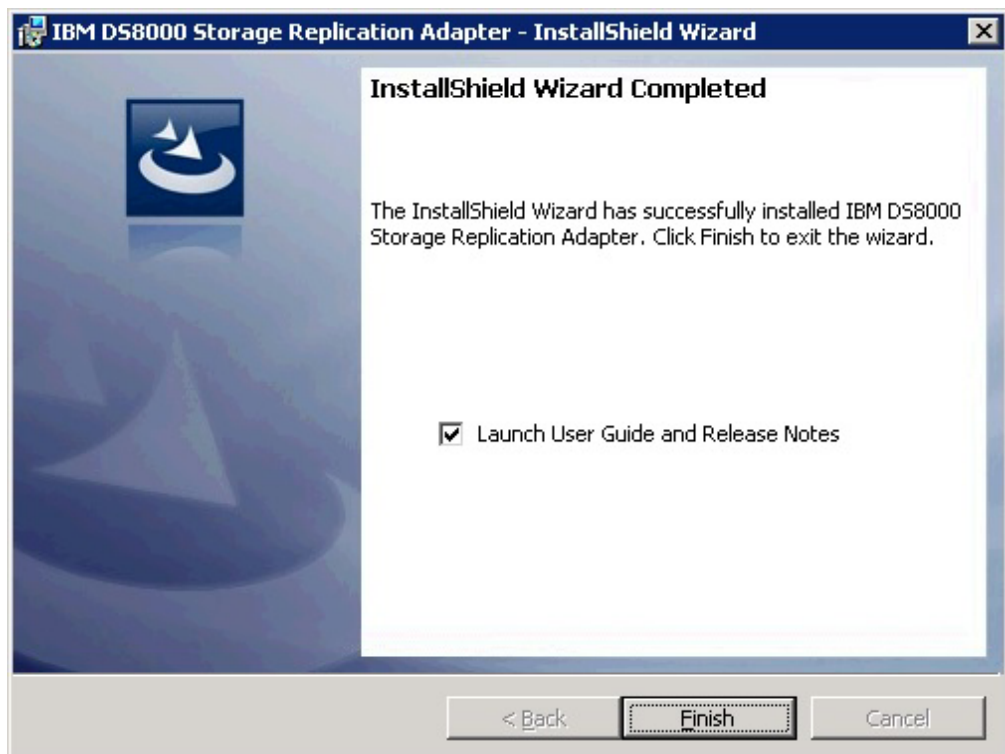 IBM DS8000 Storage Replication Adapter - InstallShield Wizard
InstallShield Wizard Completed
The InstallShield Wizard has successfully installed IBM DS8000
Storage Replication Adapter. Click Finish to exit the wizard.
Launch User Guide and Release Notes
< Back
Finish
Cancel